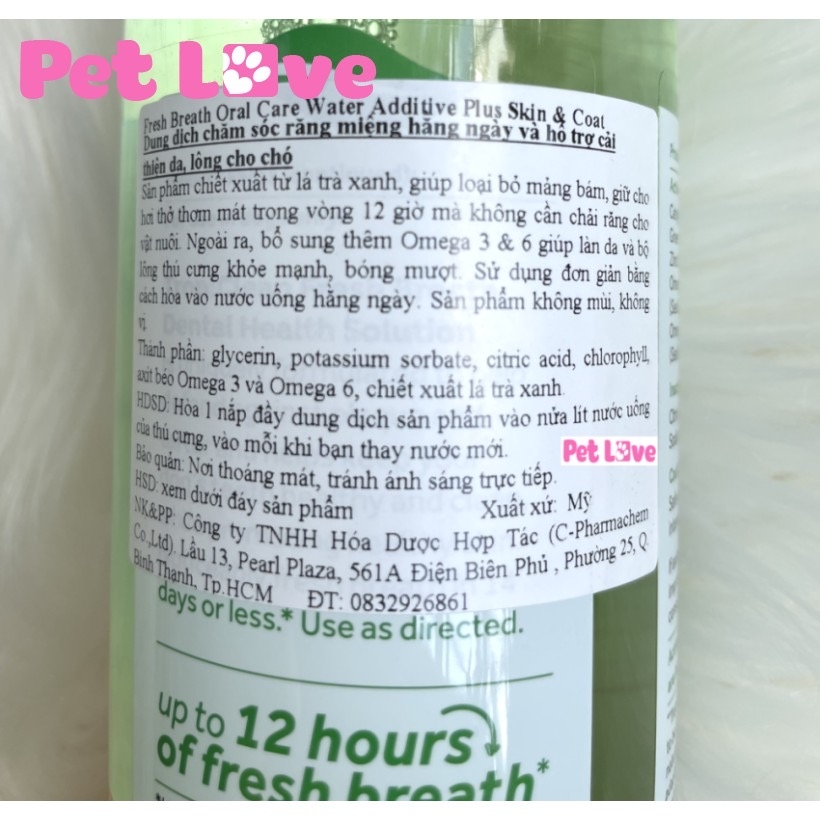 Pet Love
Fresh Breath Oral Care Water Additive Plus Skin & Coat
Dung dịch chăm sóc răng miệng hằng ngày và hỗ trợ cải
thiện da, lông cho chó
Sản phẩm chiết xuất từ lá trà xanh, giúp loại bỏ mảng bám, giữ cho
hơi thở thơm mát trong vòng 12 giờ mà không cần chải răng cho
vật nuôi. Ngoài ra, bổ sung thêm Omega 3 & 6 giúp làn da và bộ
lông thú cưng khỏe mạnh, bóng mượt. Sử dụng đơn giản bằng
cách hòa vào nước uống hằng ngày. Sản phẩm không mùi, không
vị.
Dental Health Solution
Thành phần: glycerin, potassium sorbate, citric acid, chlorophyll,
axit béo Omega 3 và Omega 6, chiết xuất lá trà xanh.
HDSD: Hòa 1 nắp đầy dung dịch sản phẩm vào nửa lít nước uống
của thú cưng, vào mỗi khi bạn thay nước mới.
Pet Love
Bảo quản: Nơi thoáng mát, tránh ánh sáng trực tiếp.
HSD: xem dưới đáy sản phẩm Xuất xứ: Mỹ
NK&PP: Công ty TNHH Hóa Dược Hợp Tác (C-Pharmachem
Co.,Ltd). Lầu 13, Pearl Plaza, 561A Điện Biên Phủ , Phường 25, Q.
Bình Thạnh, Tp.HCM ĐT: 0832926861
days or less.* Use as directed.
up to 12 hours
of fresh breath*